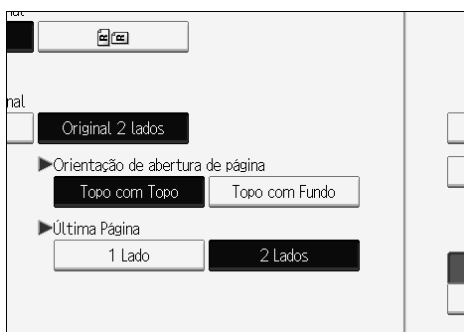 nal
Original 2 lados
Orientação de abertura de página
Topo com Topo
Topo com Fundo
Última Página
1 Lado
2 Lados